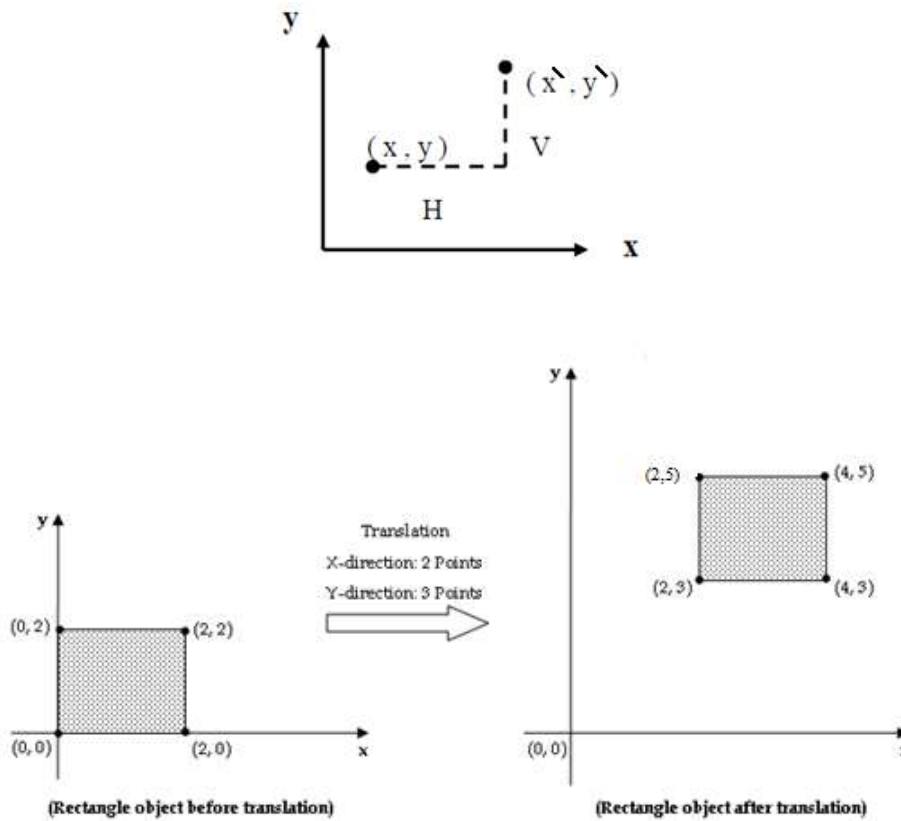 y
(x`, y`)
(x, y)
V
H
x
y
(2,5)
(4, 5)
(2, 3)
(4, 3)
(0, 0)
(Rectangle object after translation)
Translation
X-direction: 2 Points
Y-direction: 3 Points
y
(0, 2)
(2, 2)
(0, 0)
(2, 0)
x
(Rectangle object before translation)